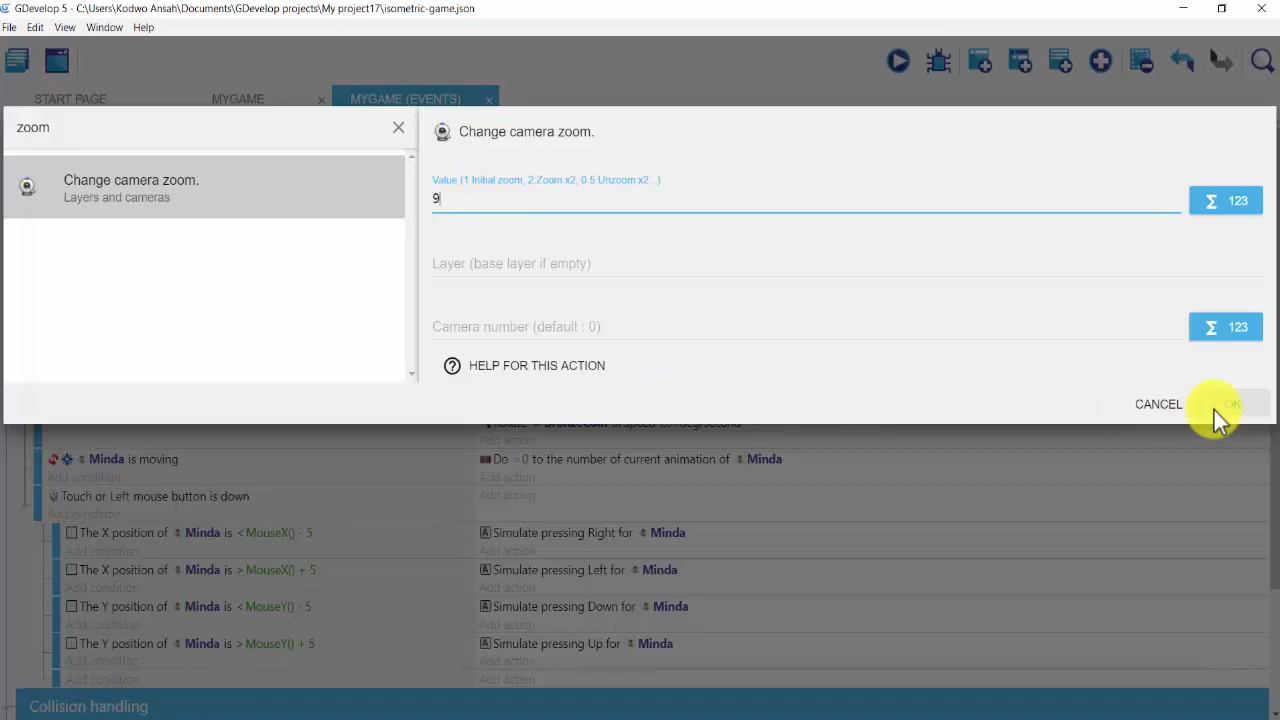 GDevelop 5 - C:\Users\Kodwo Ansah\Documents\GDevelop projects\My project17\isometric-game.json
File Edit View Window Help
START PAGE
MYGAME
MYGAME (EVENTS)
zoom
Change camera zoom.
Layers and cameras
Change camera zoom.
Value (1:Initial zoom, 2:Zoom x2, 0.5:Unzoom x2...)
9
Σ 123
Layer (base layer if empty)
Camera number (default : 0)
Σ 123
HELP FOR THIS ACTION
CANCEL
OK
Add action
Minda is moving
Do =0 to the number of current animation of Minda
Add condition
Add action
Touch or Left mouse button is down
Add action
Add condition
The X position of Minda is < MouseX() - 5
Simulate pressing Right for Minda
Add condition
Add action
The X position of Minda is > MouseX() + 5
Simulate pressing Left for Minda
Add condition
Add action
The Y position of Minda is < MouseY() - 5
Simulate pressing Down for Minda
Add condition
Add action
The Y position of Minda is > MouseY() + 5
Simulate pressing Up for Minda
Add condition
Add action
Add condition
Add action
Collision handling